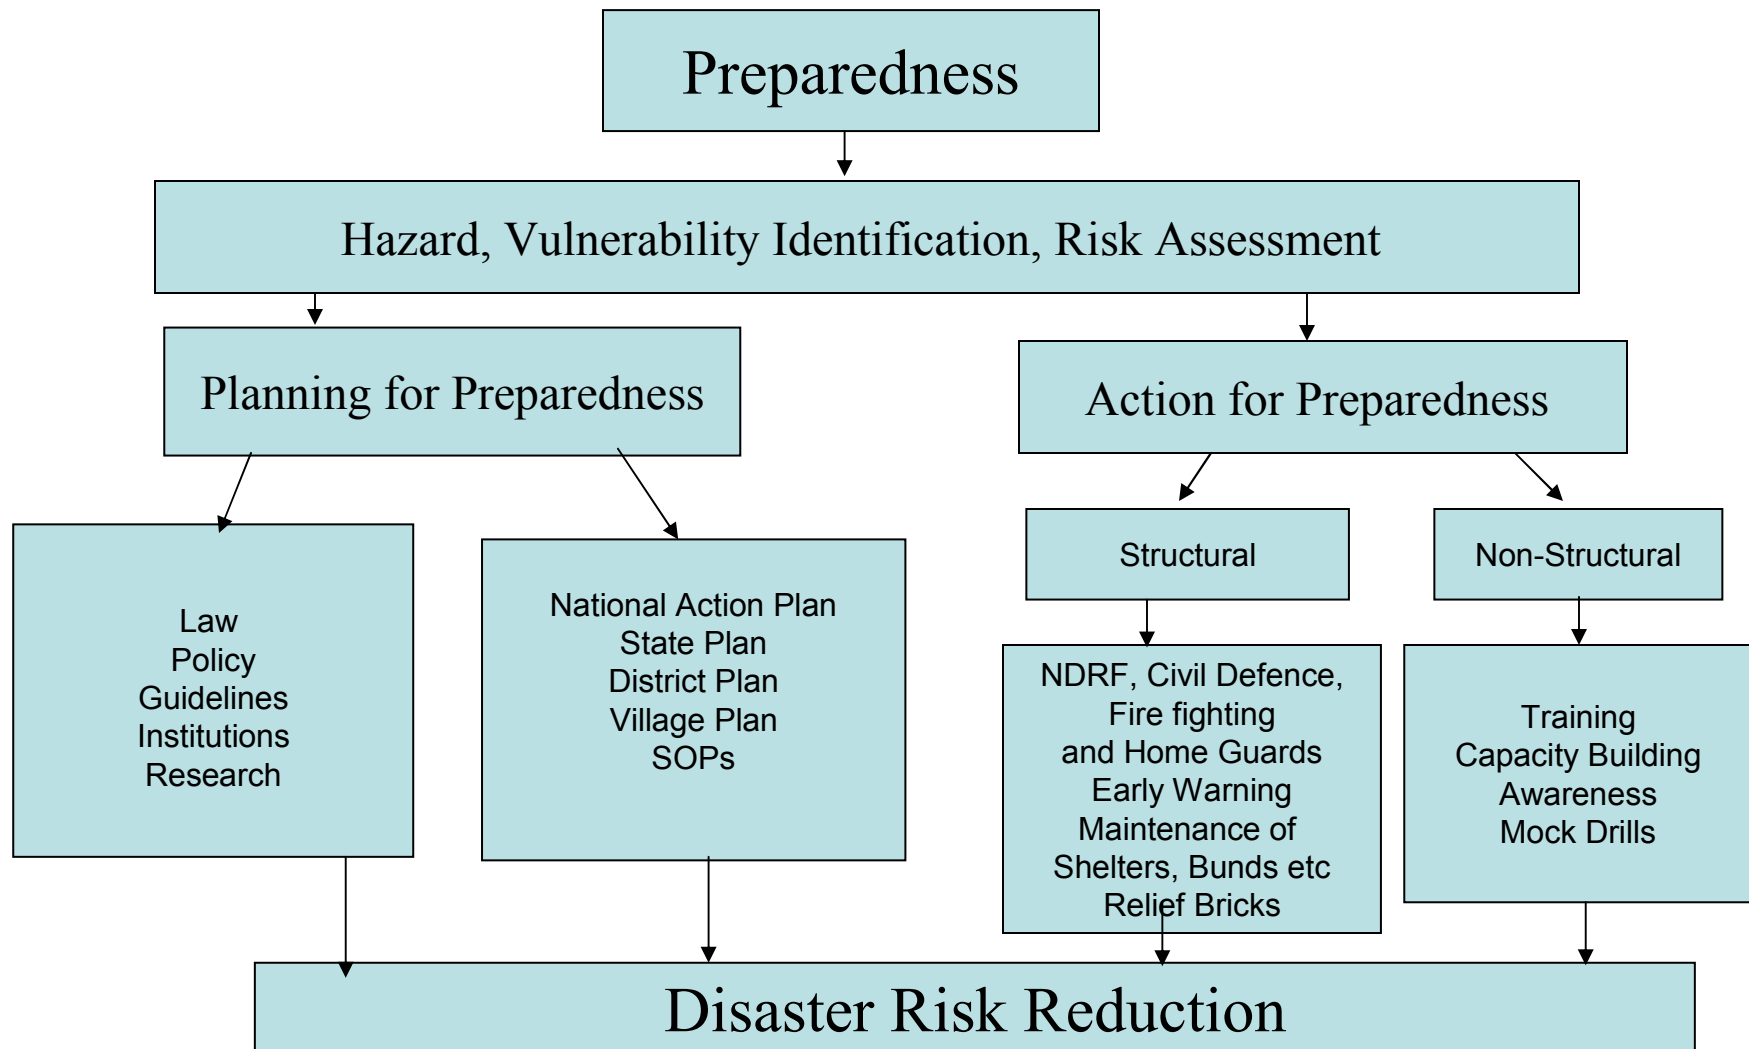 Preparedness
Hazard, Vulnerability Identification, Risk Assessment
Planning for Preparedness
Action for Preparedness
Law
Policy
Guidelines
Institutions
Research
National Action Plan
State Plan
District Plan
Village Plan
SOPs
Structural
Non-Structural
NDRF, Civil Defence,
Fire fighting
and Home Guards
Early Warning
Maintenance of
Shelters, Bunds etc
Relief Bricks
Training
Capacity Building
Awareness
Mock Drills
Disaster Risk Reduction